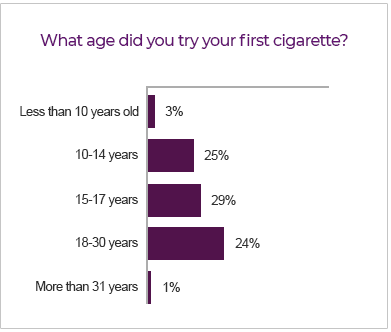 What age did you try your first cigarette?
Less than 10 years old 3%
10-14 years 25%
15-17 years 29%
18-30 years 24%
More than 31 years 1%